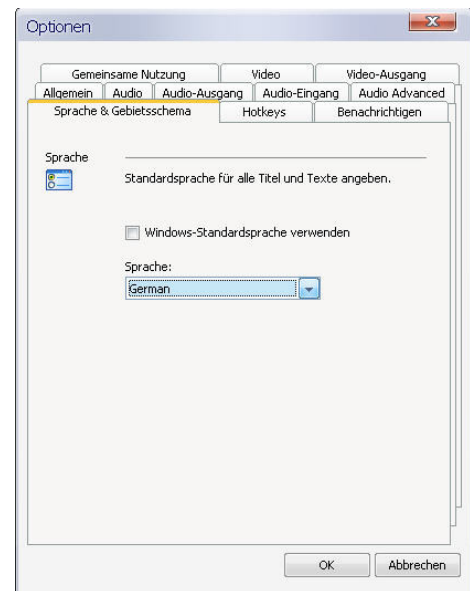 Optionen
Gemeinsame Nutzung Video Video-Ausgang
Allgemein Audio Audio-Ausgang Audio-Eingang Audio Advanced
Sprache & Gebietsschema Hotkeys Benachrichtigen
Sprache
Standardsprache für alle Titel und Texte angeben.
Windows-Standardsprache verwenden
Sprache:
German
OK Abbrechen